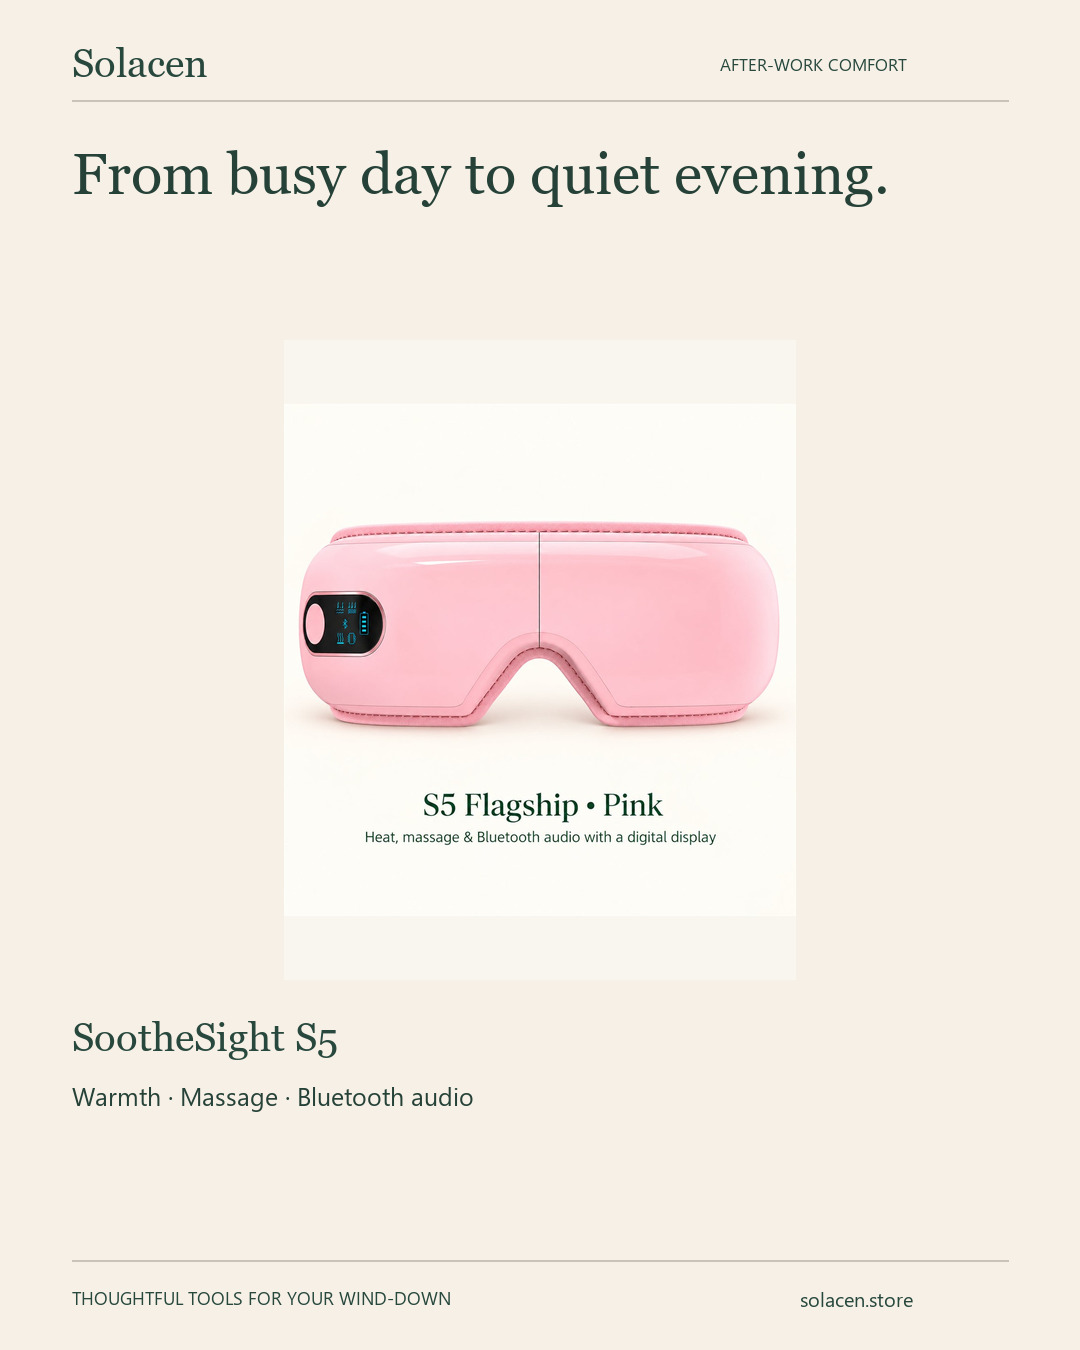 Solacen
AFTER-WORK COMFORT
From busy day to quiet evening.
S5 Flagship • Pink
Heat, massage & Bluetooth audio with a digital display
SootheSight S5
Warmth · Massage · Bluetooth audio
THOUGHTFUL TOOLS FOR YOUR WIND-DOWN
solacen.store